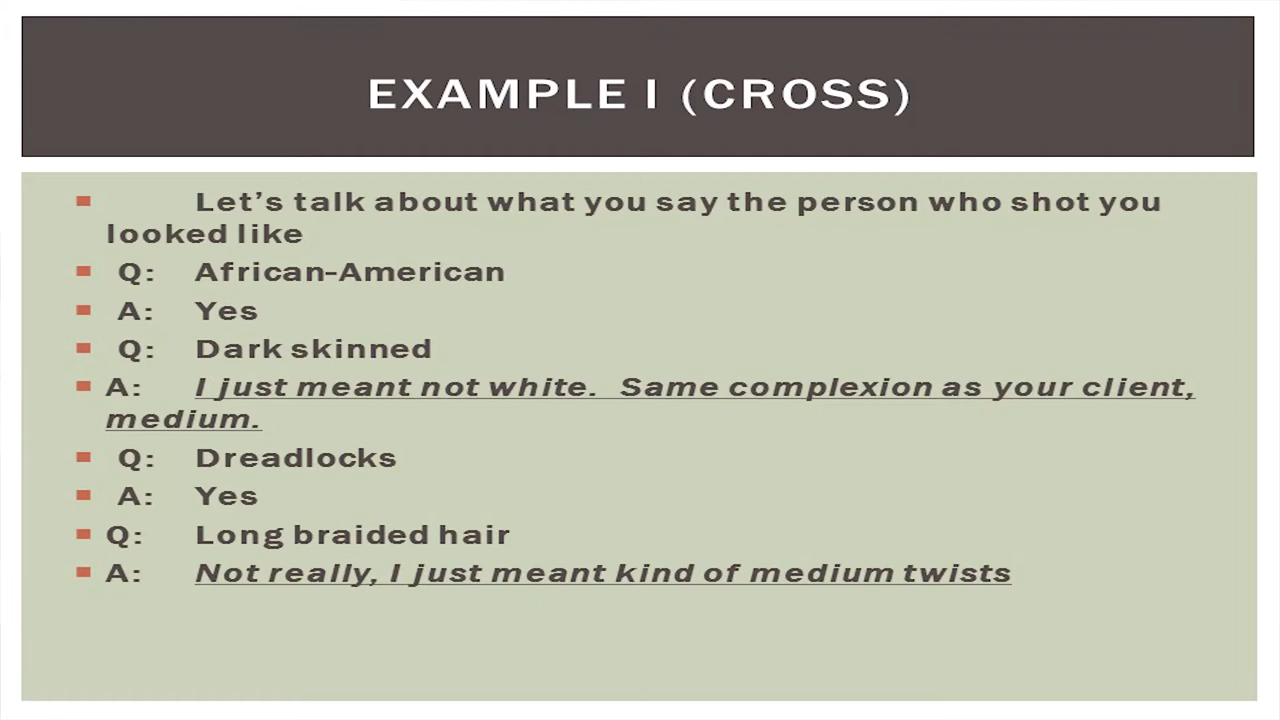 EXAMPLE I (CROSS)
Let's talk about what you say the person who shot you
looked like
Q: African-American
A: Yes
Q: Dark skinned
A: I just meant not white. Same complexion as your client,
medium.
Q: Dreadlocks
A: Yes
Q: Long braided hair
A: Not really, I just meant kind of medium twists